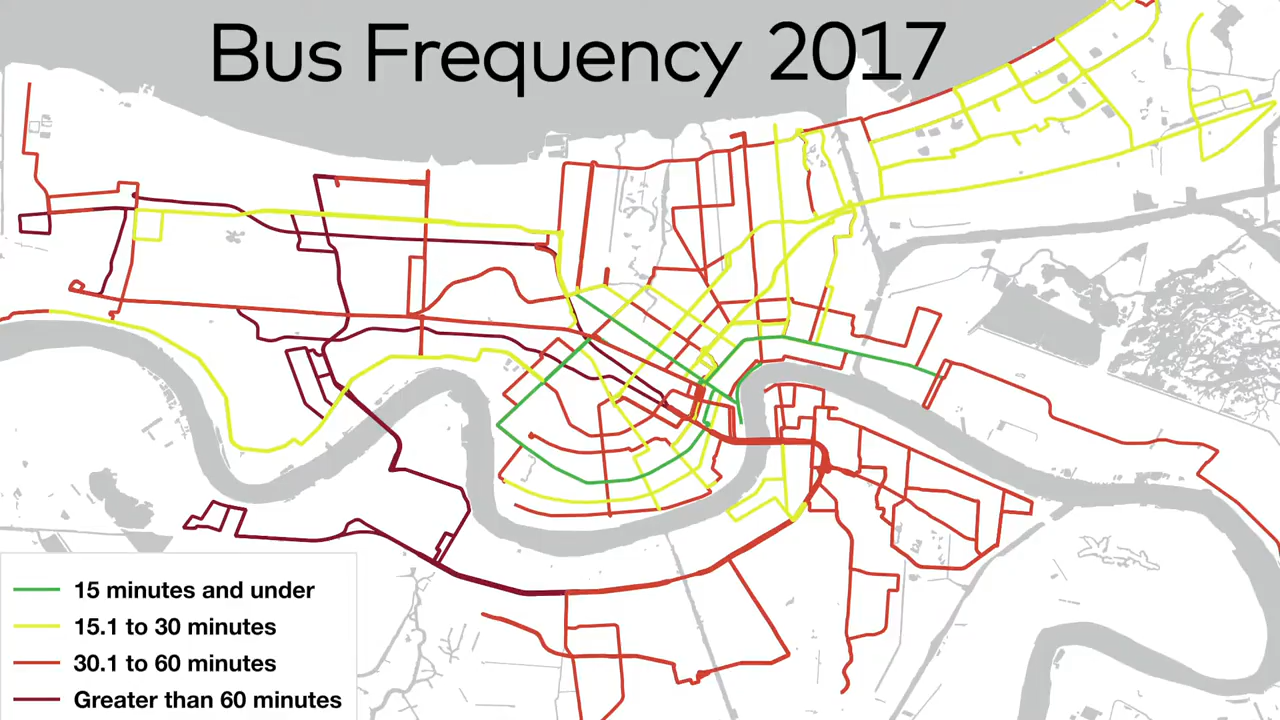 Bus Frequency 2017
15 minutes and under
15.1 to 30 minutes
30.1 to 60 minutes
Greater than 60 minutes